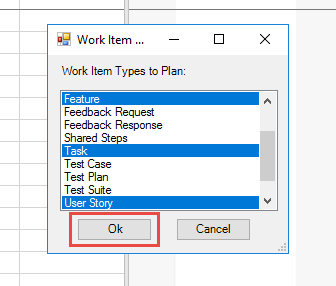 Work Item ...
Work Item Types to Plan:
Feature
Feedback Request
Feedback Response
Shared Steps
Task
Test Case
Test Plan
Test Suite
User Story
Ok
Cancel